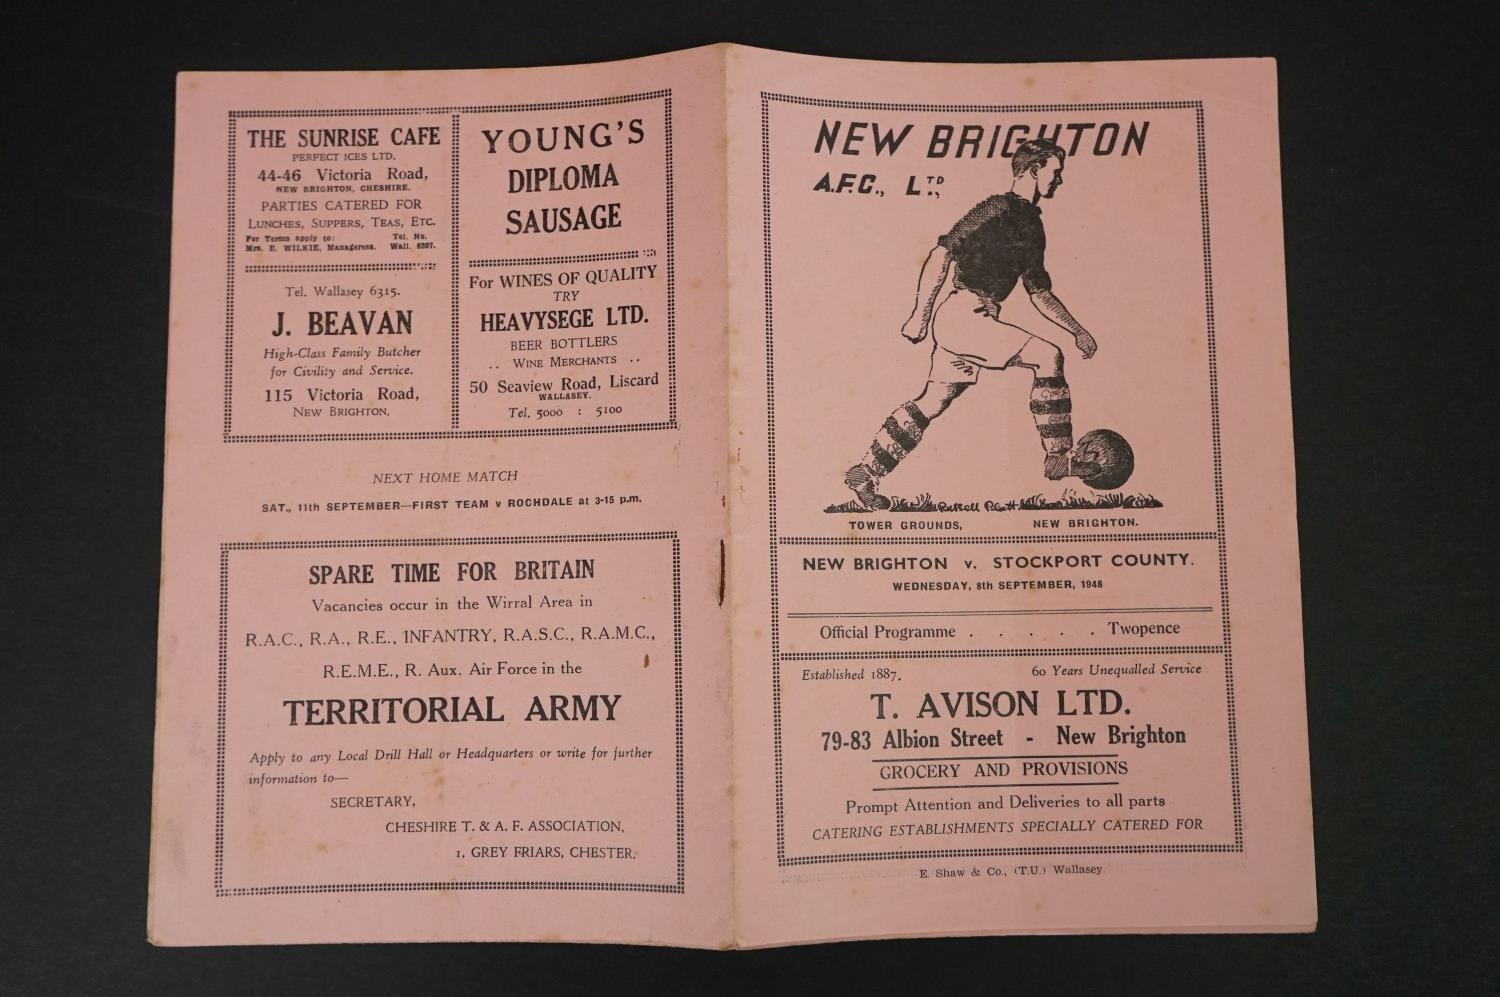 THE SUNRISE CAFE
PERFECT ICES LTD.
44-46 Victoria Road,
NEW BRIGHTON, CHESHIRE.
PARTIES CATERED FOR
LUNCHES, SUPPERS, TEAS, ETC.
For Terms apply to: Tel. No.
Mrs. E. WILKIE, Manageress. Wall. 6207.
Tel. Wallasey 6315.
J. BEAVAN
High-Class Family Butcher
for Civility and Service.
115 Victoria Road,
NEW BRIGHTON.
YOUNG'S
DIPLOMA
SAUSAGE
For WINES OF QUALITY
TRY
HEAVYSEGE LTD.
BEER BOTTLERS
.. WINE MERCHANTS ..
50 Seaview Road, Liscard
WALLASEY.
Tel. 5000 : 5100
NEXT HOME MATCH
SAT., 11th SEPTEMBER—FIRST TEAM v ROCHDALE at 3-15 p.m.
SPARE TIME FOR BRITAIN
Vacancies occur in the Wirral Area in
R.A.C., R.A., R.E., INFANTRY, R.A.S.C., R.A.M.C.,
R.E.M.E., R. Aux. Air Force in the
TERRITORIAL ARMY
Apply to any Local Drill Hall or Headquarters or write for further
information to—
SECRETARY,
CHESHIRE T. & A. F. ASSOCIATION,
1, GREY FRIARS, CHESTER.
NEW BRIGHTON
A.F.C., LTD.,
Russell
TOWER GROUNDS, NEW BRIGHTON.
NEW BRIGHTON v. STOCKPORT COUNTY.
WEDNESDAY, 8th SEPTEMBER, 1948
Official Programme . . . . . Twopence
Established 1887. 60 Years Unequalled Service
T. AVISON LTD.
79-83 Albion Street - New Brighton
GROCERY AND PROVISIONS
Prompt Attention and Deliveries to all parts
CATERING ESTABLISHMENTS SPECIALLY CATERED FOR
E. Shaw & Co., (T.U.) Wallasey.